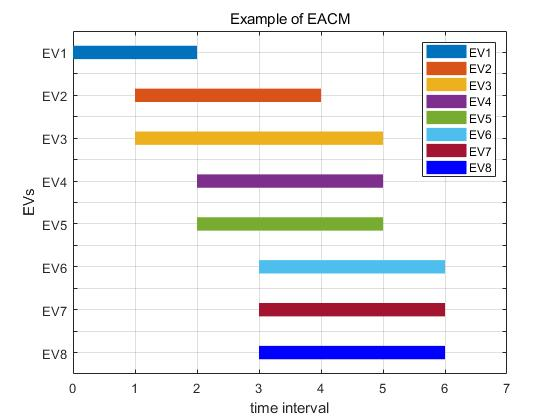 Example of EACM
EV1
EV2
EV3
EV4
EV5
EV6
EV7
EV8
EVs
EV1
EV2
EV3
EV4
EV5
EV6
EV7
EV8
0 1 2 3 4 5 6 7
time interval